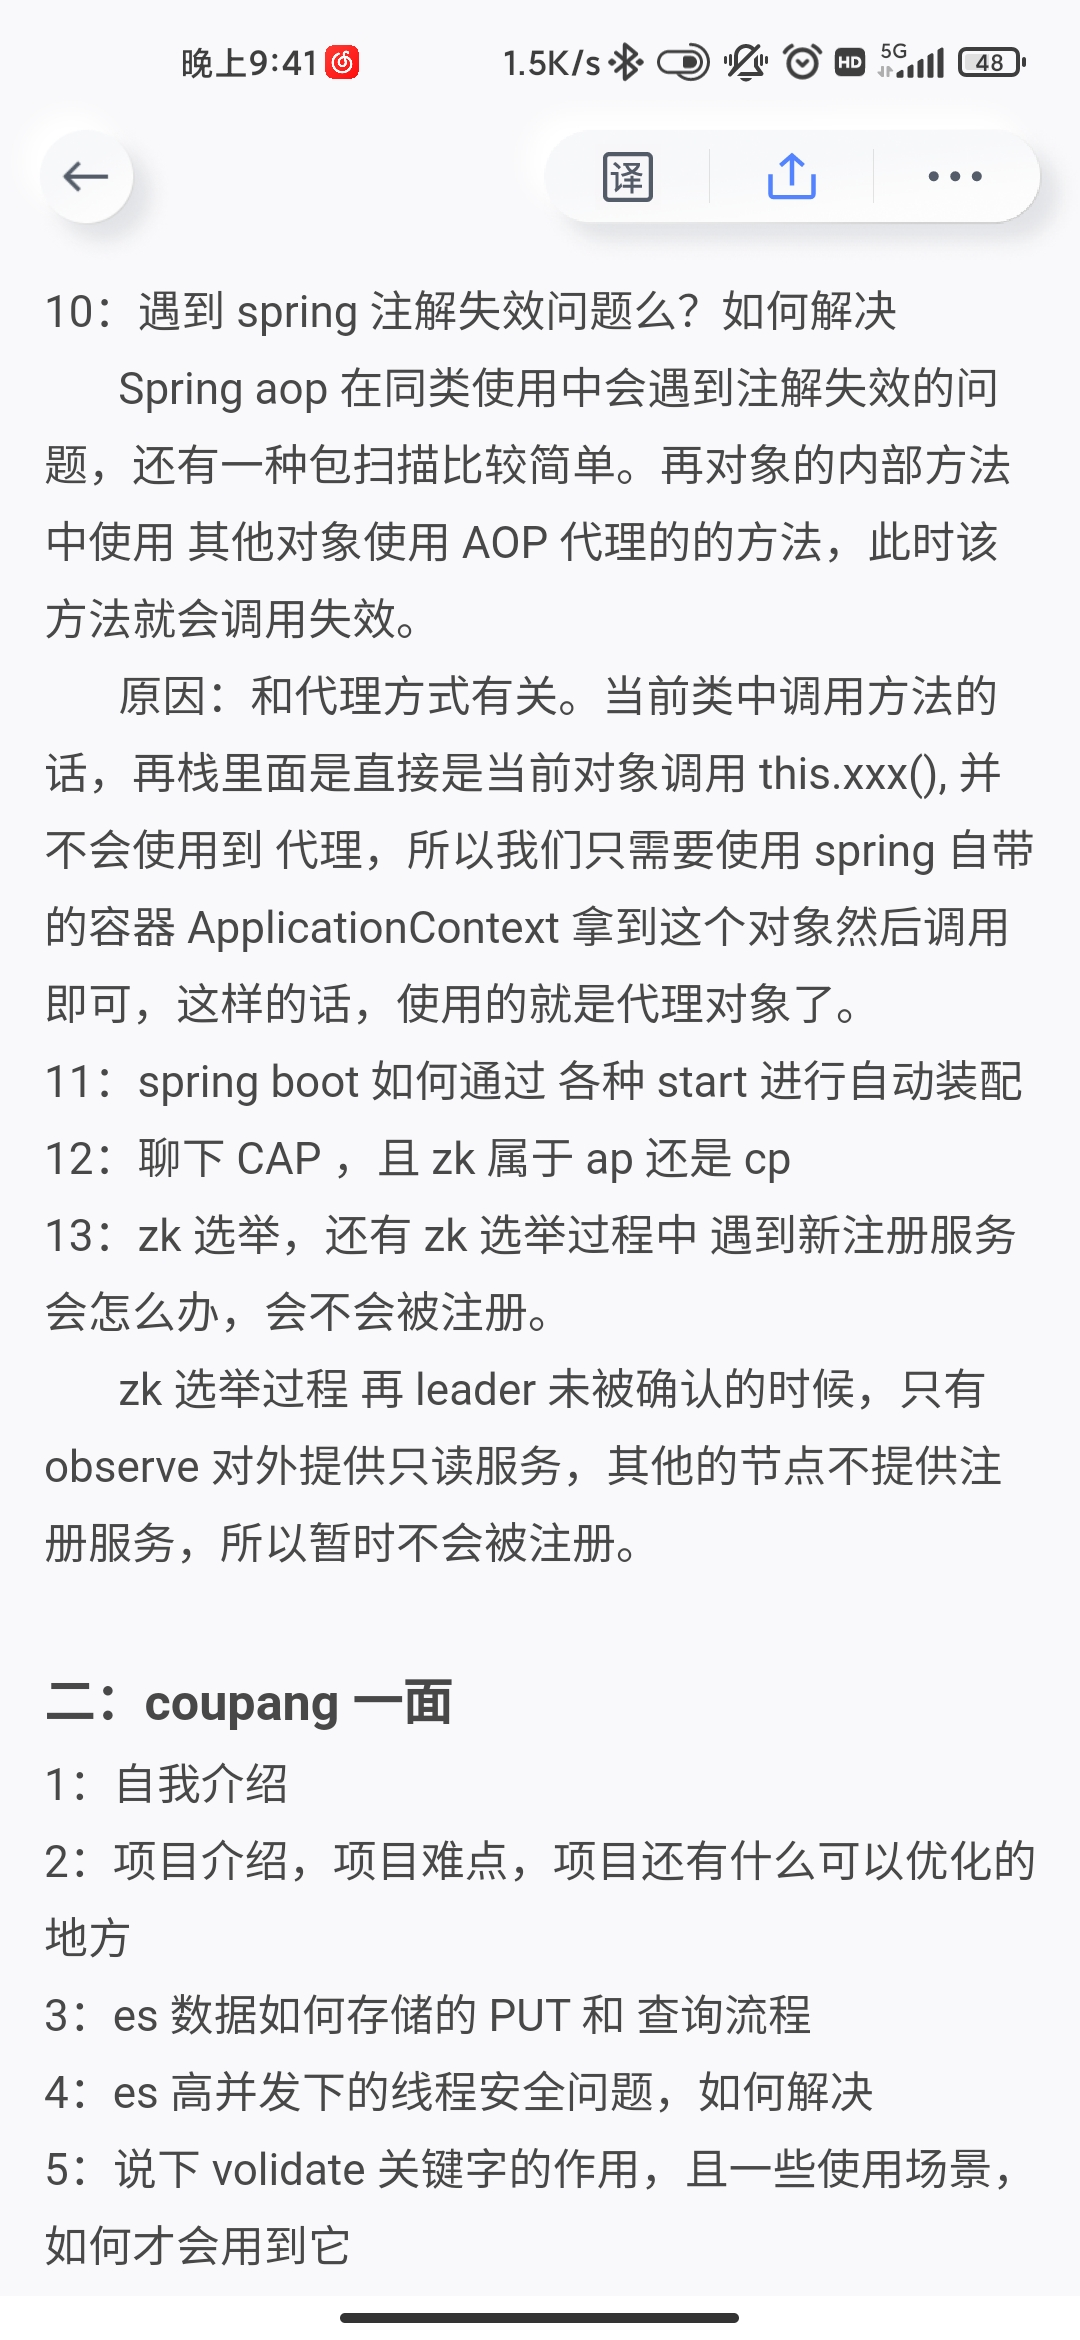 晚上9:41
1.5K/s
HD
5G
48
译
10：遇到 spring 注解失效问题么？如何解决
Spring aop 在同类使用中会遇到注解失效的问
题，还有一种包扫描比较简单。再对象的内部方法
中使用 其他对象使用 AOP 代理的的方法，此时该
方法就会调用失效。
原因：和代理方式有关。当前类中调用方法的
话，再栈里面是直接是当前对象调用 this.xxx(), 并
不会使用到 代理，所以我们只需要使用 spring 自带
的容器 ApplicationContext 拿到这个对象然后调用
即可，这样的话，使用的就是代理对象了。
11：spring boot 如何通过 各种 start 进行自动装配
12：聊下 CAP ，且 zk 属于 ap 还是 cp
13：zk 选举，还有 zk 选举过程中 遇到新注册服务
会怎么办，会不会被注册。
zk 选举过程 再 leader 未被确认的时候，只有
observe 对外提供只读服务，其他的节点不提供注
册服务，所以暂时不会被注册。
二：coupang 一面
1：自我介绍
2：项目介绍，项目难点，项目还有什么可以优化的
地方
3：es 数据如何存储的 PUT 和 查询流程
4：es 高并发下的线程安全问题，如何解决
5：说下 volidate 关键字的作用，且一些使用场景，
如何才会用到它